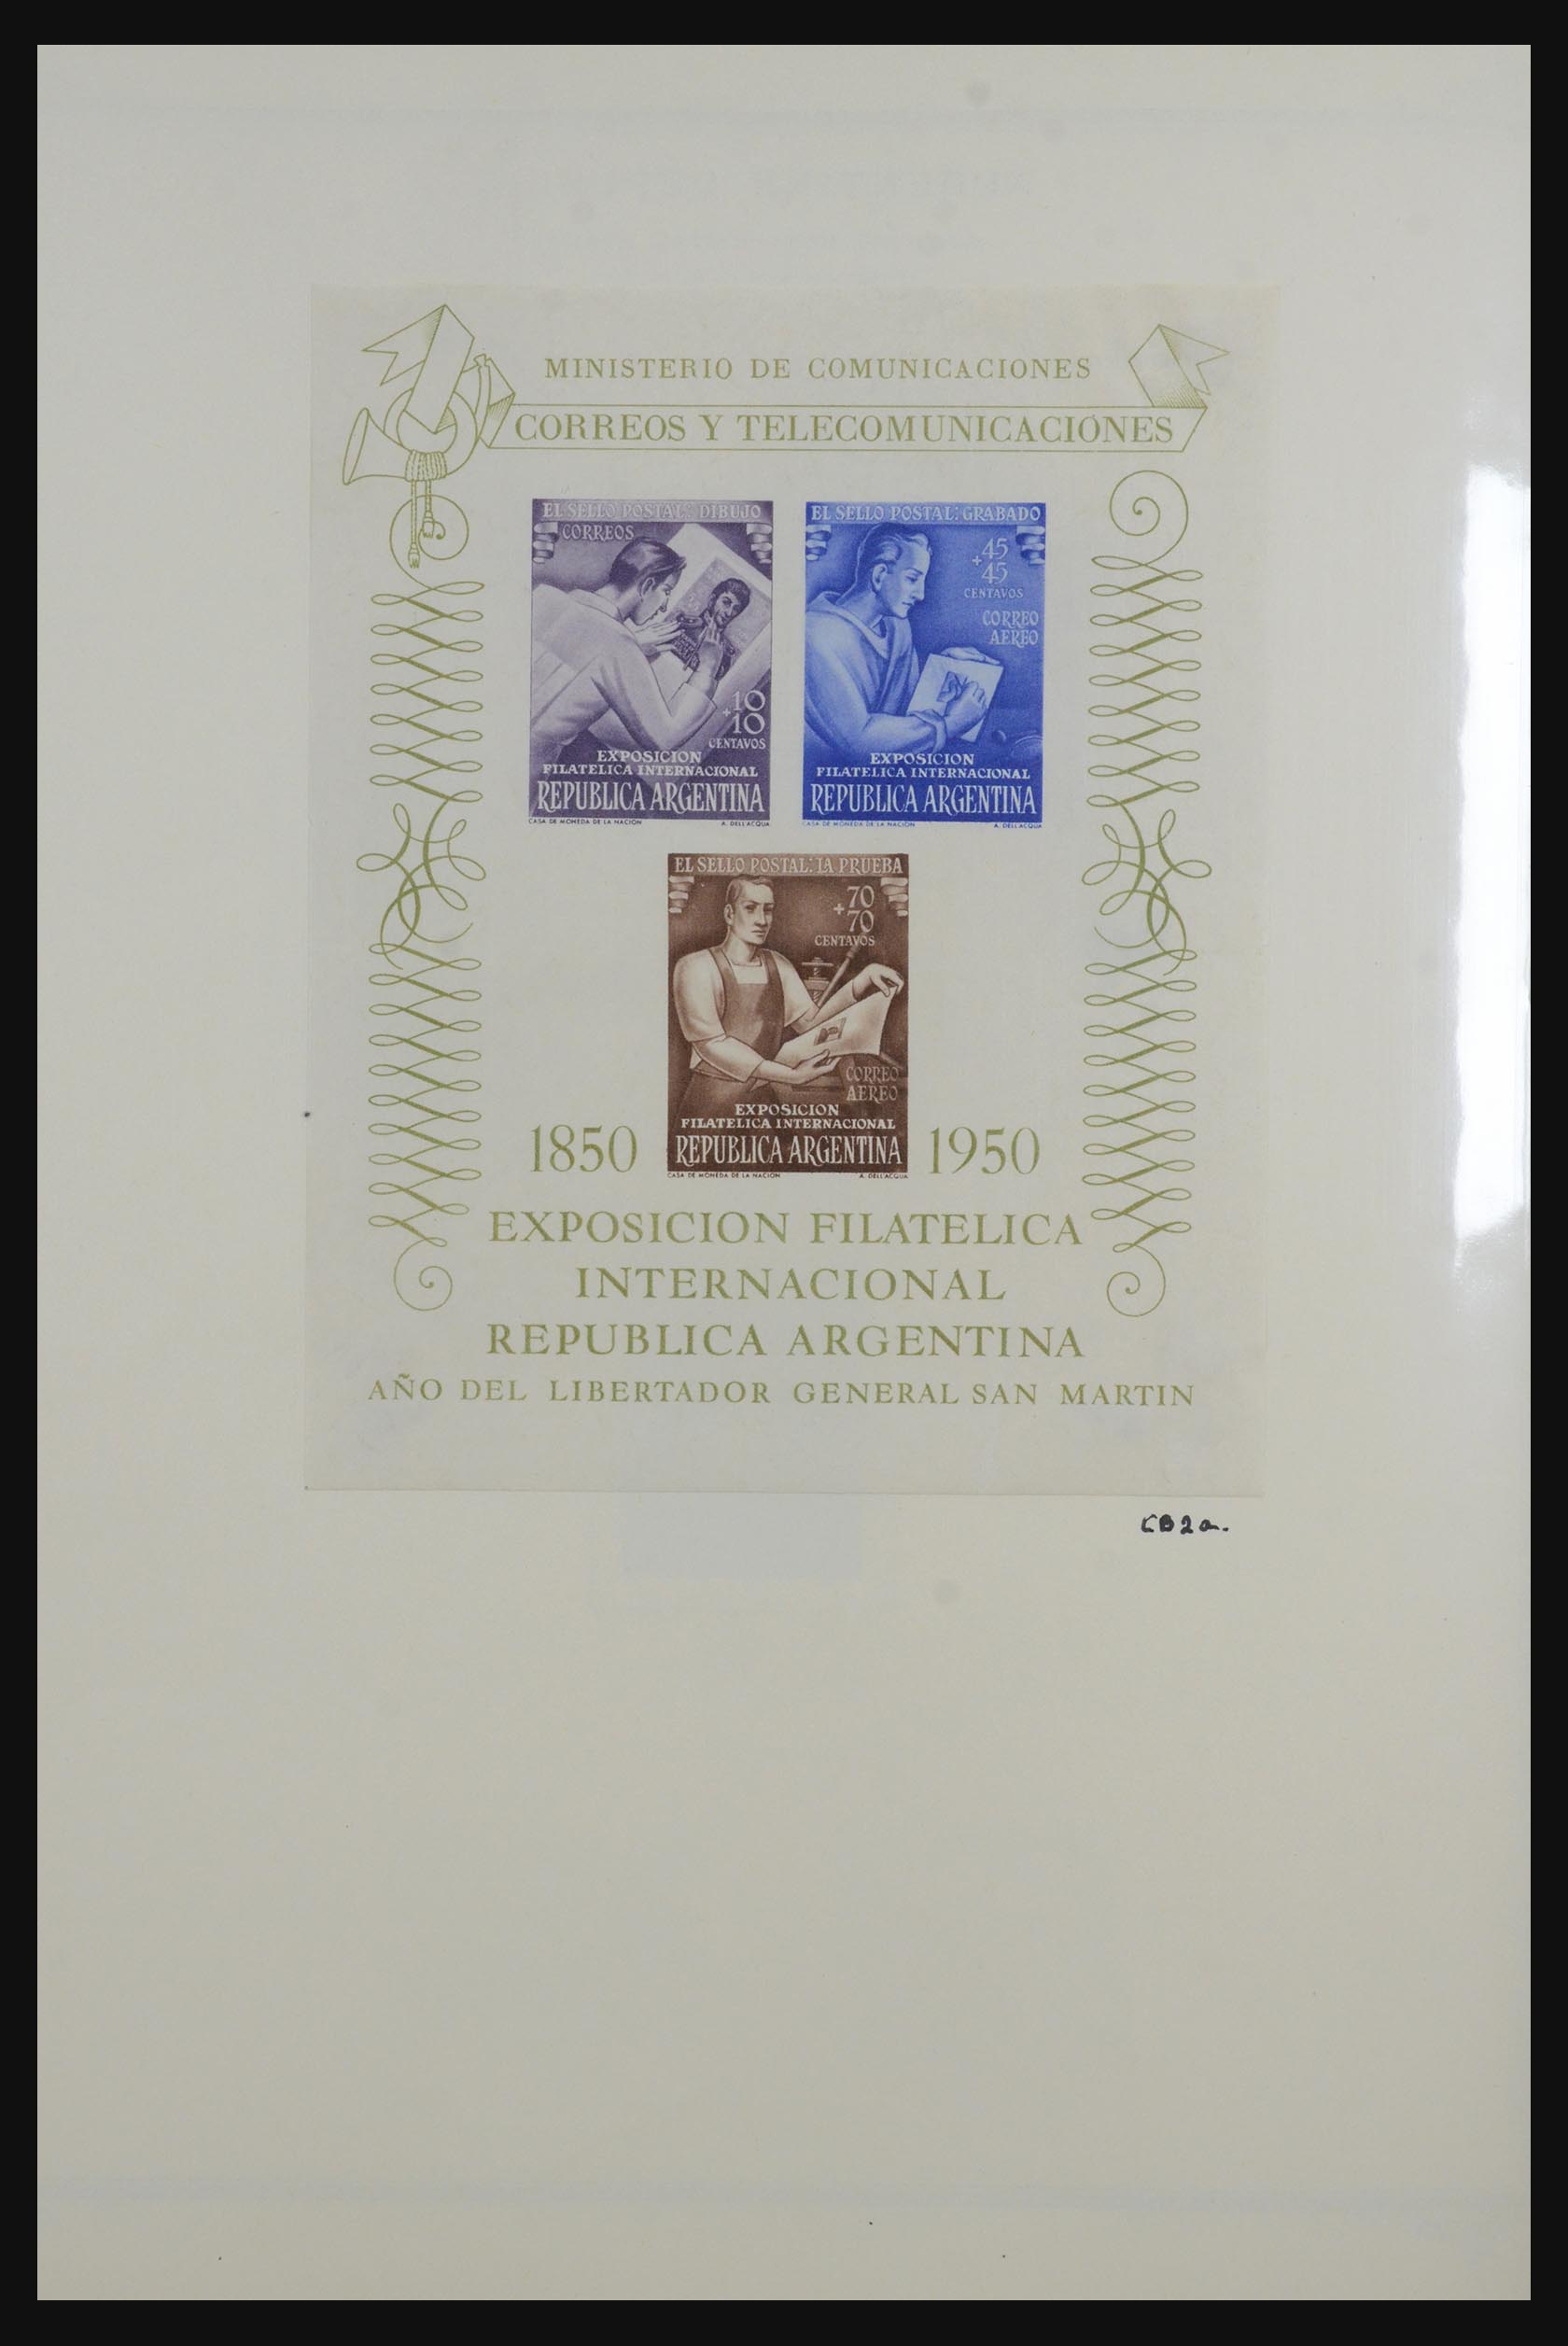 MINISTERIO DE COMUNICACIONES
CORREOS Y TELECOMUNICACIONES
EL SELLO POSTAL: DIBUJO
CORREOS
10
+10
CENTAVOS
EXPOSICION
FILATELICA INTERNACIONAL
REPUBLICA ARGENTINA
CASA DE MONEDA DE LA NACION A. DELL'ACQUA
EL SELLO POSTAL: GRABADO
45
+45
CENTAVOS
CORREO
AEREO
EXPOSICION
FILATELICA INTERNACIONAL
REPUBLICA ARGENTINA
CASA DE MONEDA DE LA NACION A. DELL'ACQUA
EL SELLO POSTAL: LA PRUEBA
70
+70
CENTAVOS
CORREO
AEREO
EXPOSICION
FILATELICA INTERNACIONAL
REPUBLICA ARGENTINA
CASA DE MONEDA DE LA NACION A. DELL'ACQUA
1850 1950
EXPOSICION FILATELICA
INTERNACIONAL
REPUBLICA ARGENTINA
AÑO DEL LIBERTADOR GENERAL SAN MARTIN
CB2a.